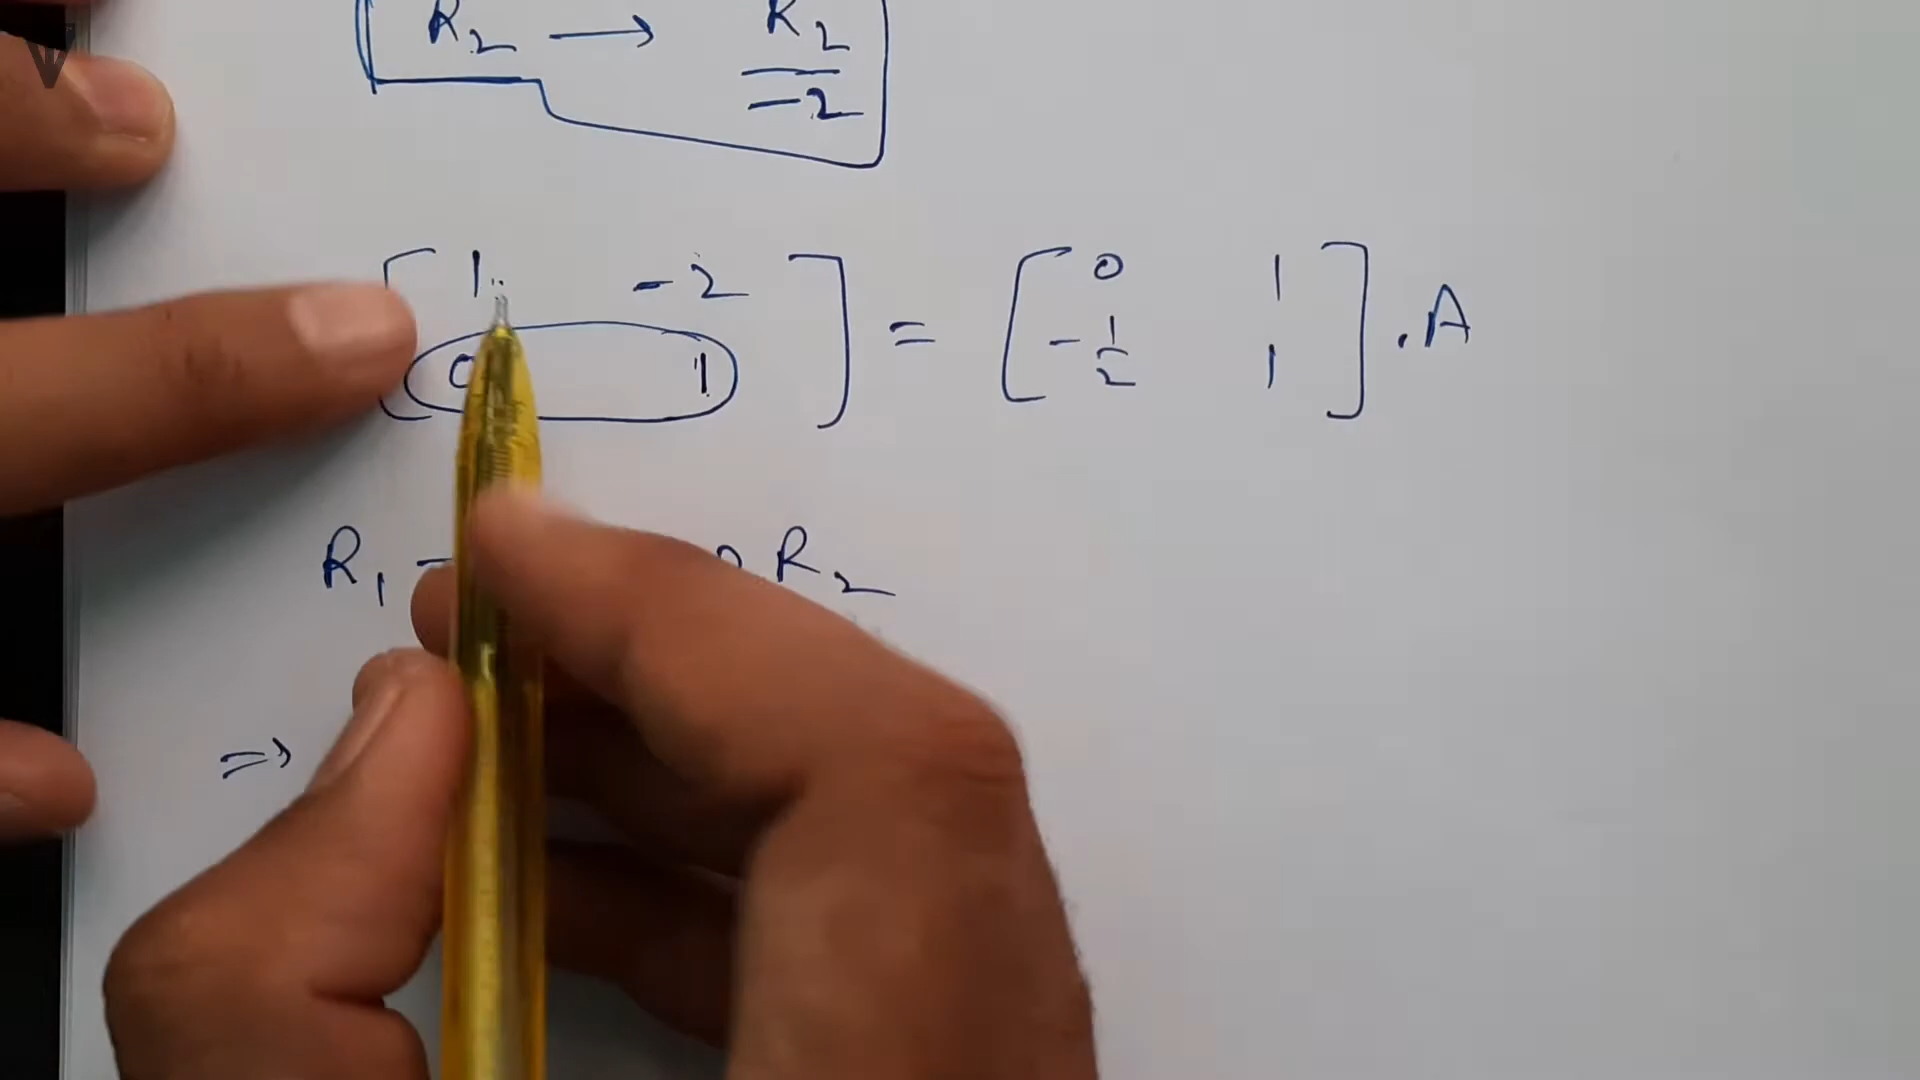 R₂ → R₂ / -2
[ 1 -2 ; 0 1 ] = [ 0 1 ; -1/2 1 ] . A
R₁ R₂
⇒